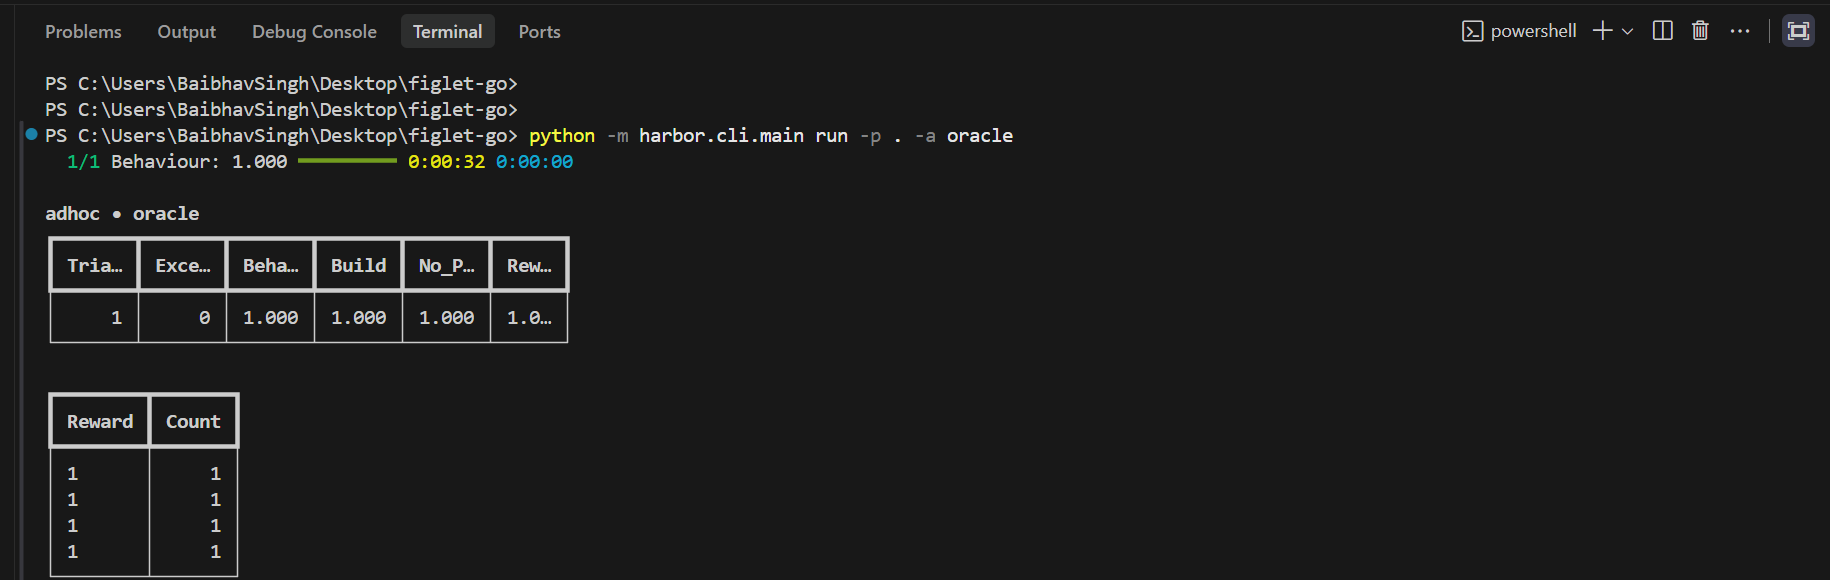 Problems Output Debug Console Terminal Ports powershell
PS C:\Users\BaibhavSingh\Desktop\figlet-go>
PS C:\Users\BaibhavSingh\Desktop\figlet-go>
PS C:\Users\BaibhavSingh\Desktop\figlet-go> python -m harbor.cli.main run -p . -a oracle
1/1 Behaviour: 1.000 0:00:32 0:00:00
adhoc • oracle
Tria… Exce… Beha… Build No_P… Rew…
1 0 1.000 1.000 1.000 1.0…
Reward Count
1 1
1 1
1 1
1 1